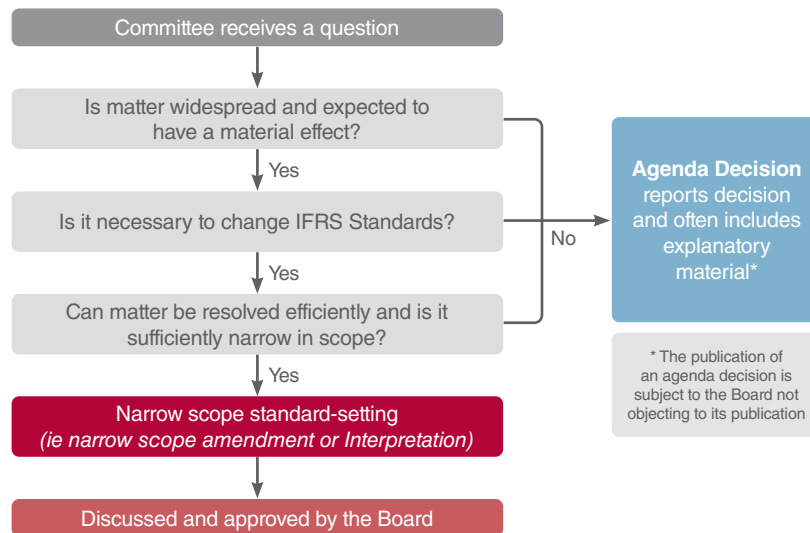 Committee receives a question
Is matter widespread and expected to
have a material effect?
Yes
Is it necessary to change IFRS Standards?
Yes
Can matter be resolved efficiently and is it
sufficiently narrow in scope?
Yes
Narrow scope standard-setting
(ie narrow scope amendment or Interpretation)
Discussed and approved by the Board
No
Agenda Decision
reports decision
and often includes
explanatory
material*
* The publication of
an agenda decision is
subject to the Board not
objecting to its publication